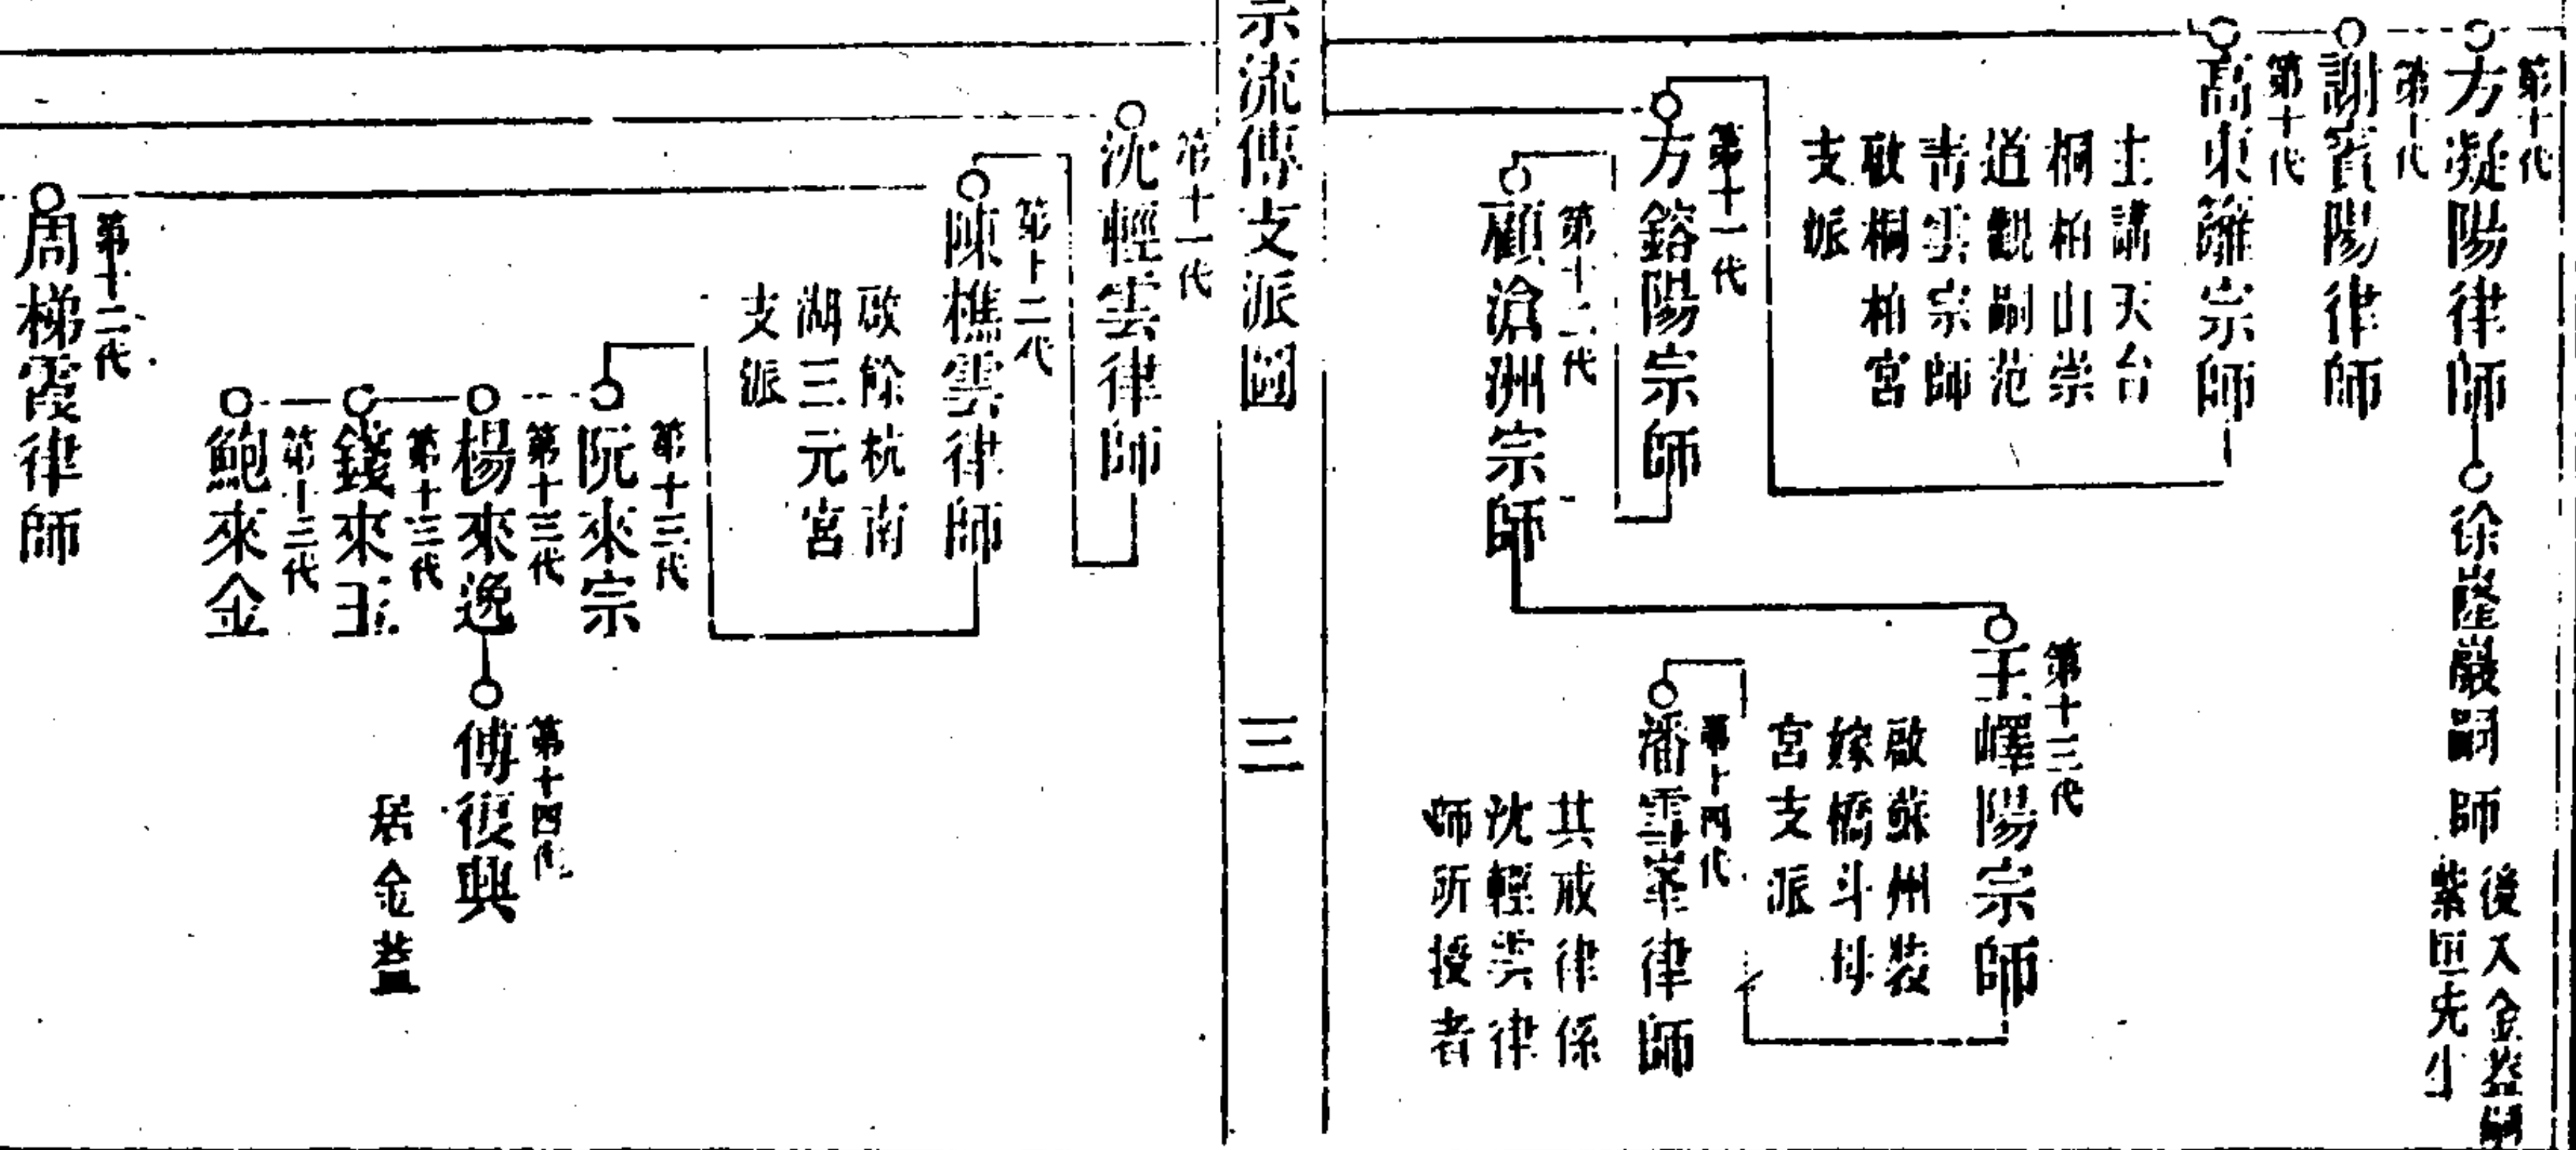 第十代
方凝陽律師
徐隆巖嗣師
後入金蓋嗣
紫垣先生
第十代
謝賓陽律師
第十代
高東籬宗師
主講天台
桐柏山崇
道觀嗣范
靑雲宗師
啟桐柏宮
支派
第十一代
方鎔陽宗師
第十二代
顧滄洲宗師
第十三代
王嶧陽宗師
啟蘇州裝
嫁橋斗母
宮支派
第十四代
潘雪峯律師
其戒律係
沈輕雲律
師所授者
宗流傳支派圖
三
第十一代
沈輕雲律師
第十二代
陳樵雲律師
啟餘杭南
湖三元宮
支派
第十三代
阮來宗
第十三代
楊來逸
第十四代
傅復興
居金蓋
第十三代
錢來玉
第十三代
鮑來金
第十二代
周梯霞律師